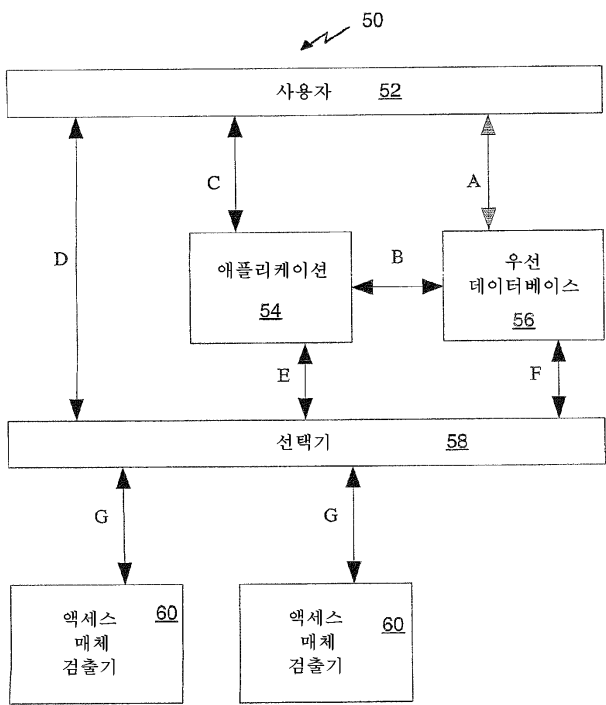 50
사용자 52
C
A
D
애플리케이션
54
B
우선
데이터베이스
56
E
F
선택기 58
G
G
액세스
매체
검출기
60
액세스
매체
검출기
60